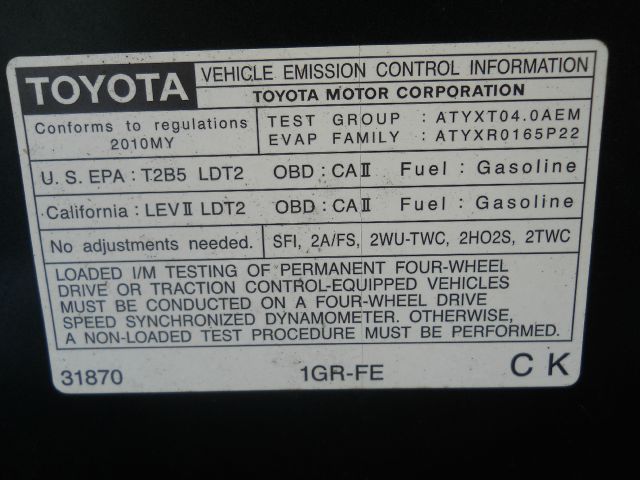 TOYOTA VEHICLE EMISSION CONTROL INFORMATION
TOYOTA MOTOR CORPORATION
Conforms to regulations
2010MY
TEST GROUP : ATYXT04.0AEM
EVAP FAMILY : ATYXR0165P22
U.S. EPA : T2B5 LDT2 OBD : CAⅡ Fuel : Gasoline
California : LEVⅡ LDT2 OBD : CAⅡ Fuel : Gasoline
No adjustments needed. SFI, 2A/FS, 2WU-TWC, 2HO2S, 2TWC
LOADED I/M TESTING OF PERMANENT FOUR-WHEEL
DRIVE OR TRACTION CONTROL-EQUIPPED VEHICLES
MUST BE CONDUCTED ON A FOUR-WHEEL DRIVE
SPEED SYNCHRONIZED DYNAMOMETER. OTHERWISE,
A NON-LOADED TEST PROCEDURE MUST BE PERFORMED.
31870 1GR-FE C K